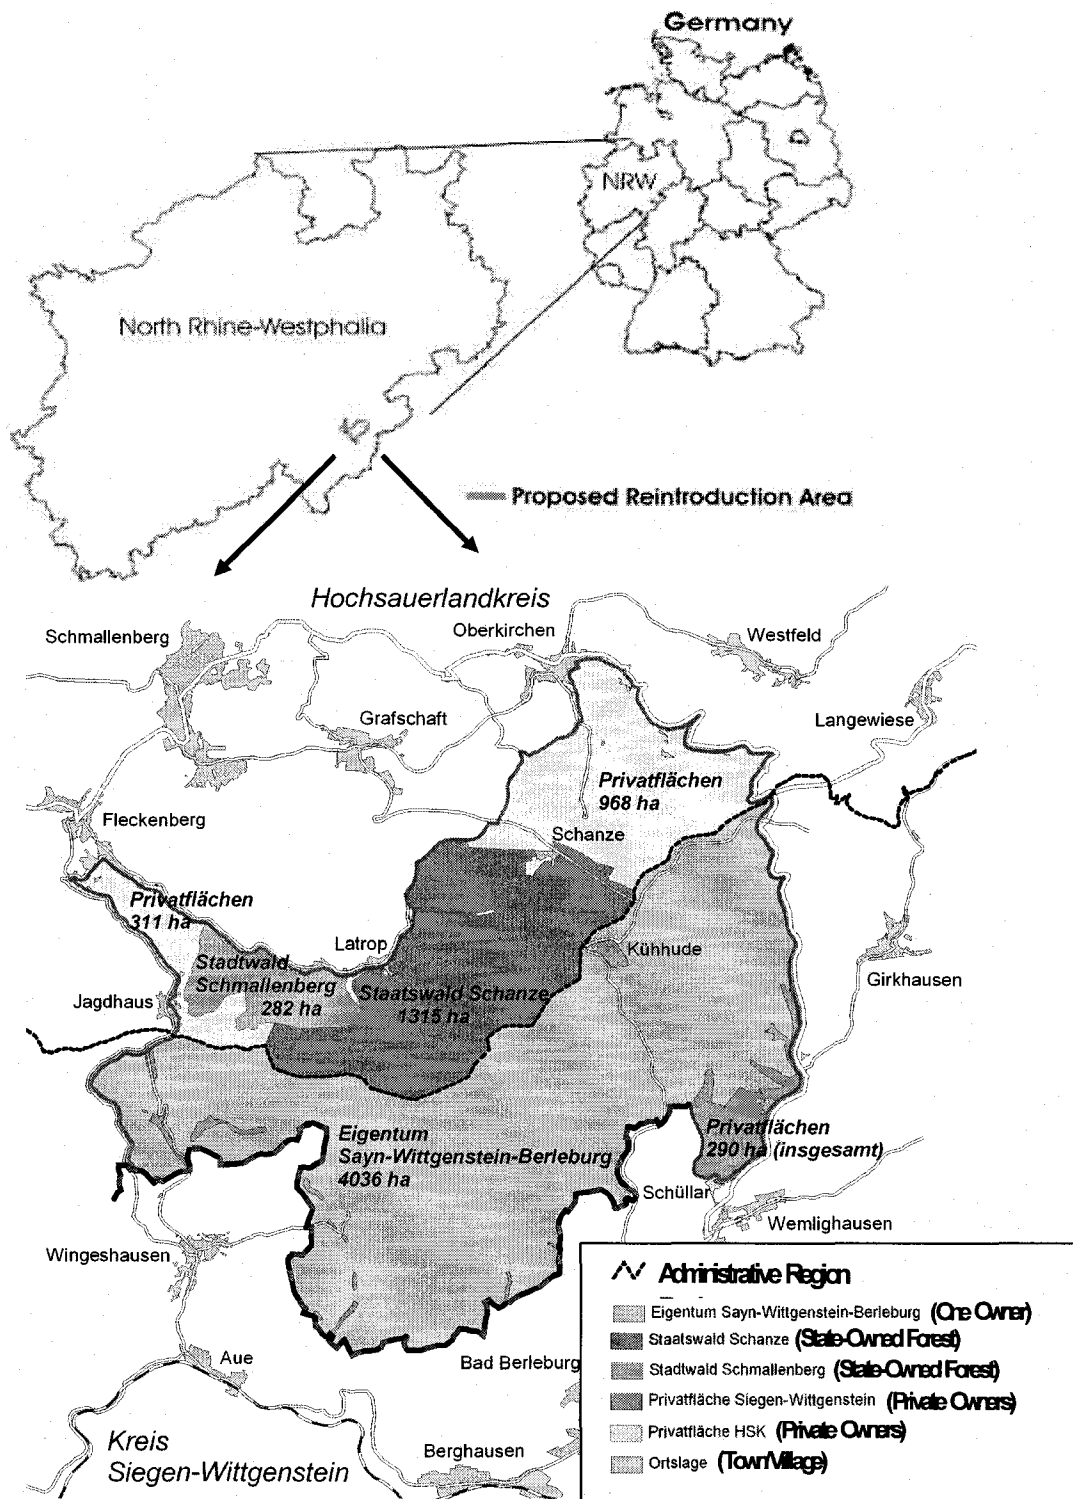 Germany
NRW
North Rhine-Westphalia
Proposed Reintroduction Area
Hochsauerlandkreis
Schmallenberg
Oberkirchen
Westfeld
Grafschaft
Langewiese
Privatflächen
968 ha
Fleckenberg
Schanze
Privatflächen
311 ha
Latrop
Kühhude
Stadtwald
Schmallenberg
282 ha
Staatswald Schanze
1315 ha
Girkhausen
Jagdhaus
Privatflächen
290 ha (insgesamt)
Eigentum
Sayn-Wittgenstein-Berleburg
4036 ha
Schüllar
Wemlighausen
Wingeshausen
Aue
Bad Berleburg
Kreis
Siegen-Wittgenstein
Berghausen
Administrative Region
Eigentum Sayn-Wittgenstein-Berleburg (One Owner)
Staatswald Schanze (State-Owned Forest)
Stadtwald Schmallenberg (State-Owned Forest)
Privatfläche Siegen-Wittgenstein (Private Owners)
Privatfläche HSK (Private Owners)
Ortslage (Town/Village)